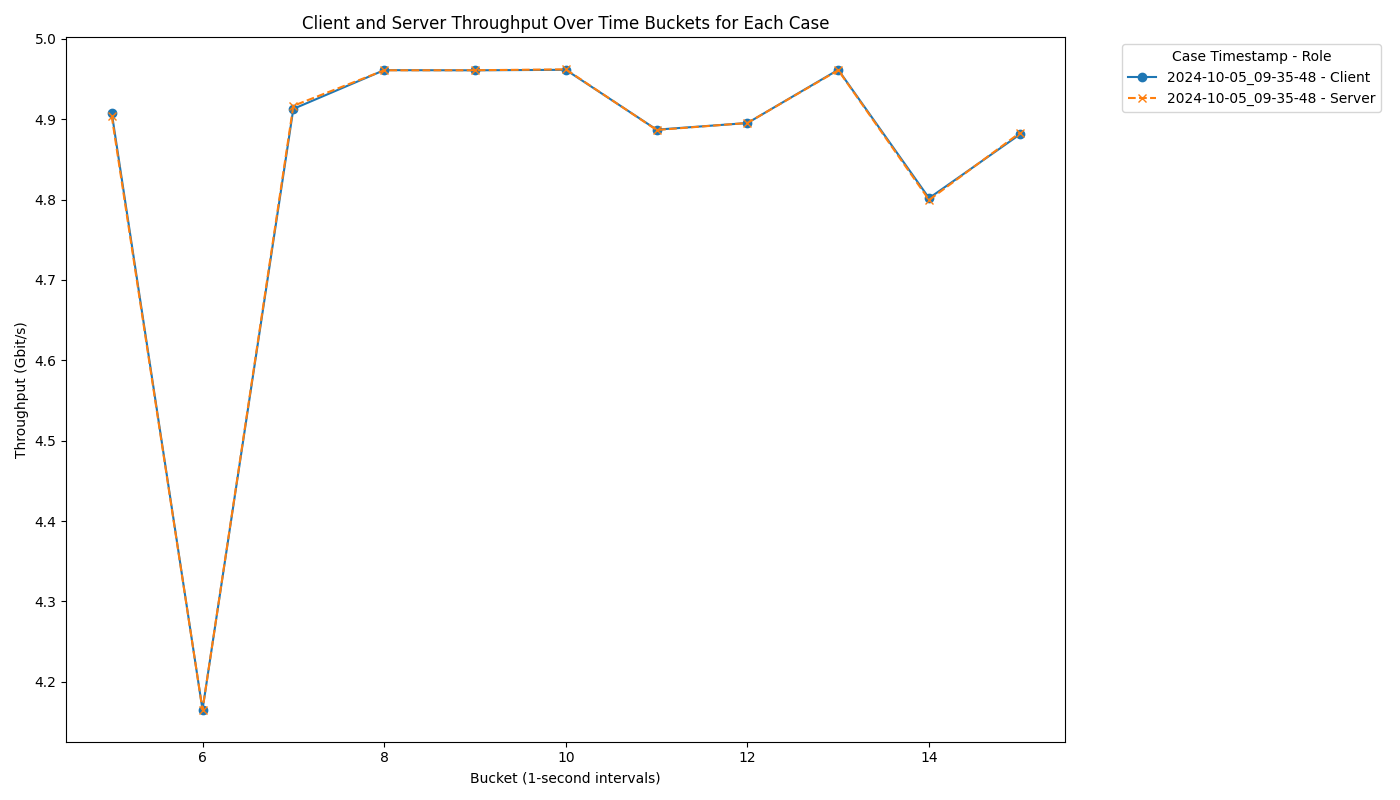 Client and Server Throughput Over Time Buckets for Each Case
Case Timestamp - Role
2024-10-05_09-35-48 - Client
2024-10-05_09-35-48 - Server
Throughput (Gbit/s)
5.0
4.9
4.8
4.7
4.6
4.5
4.4
4.3
4.2
6 8 10 12 14
Bucket (1-second intervals)